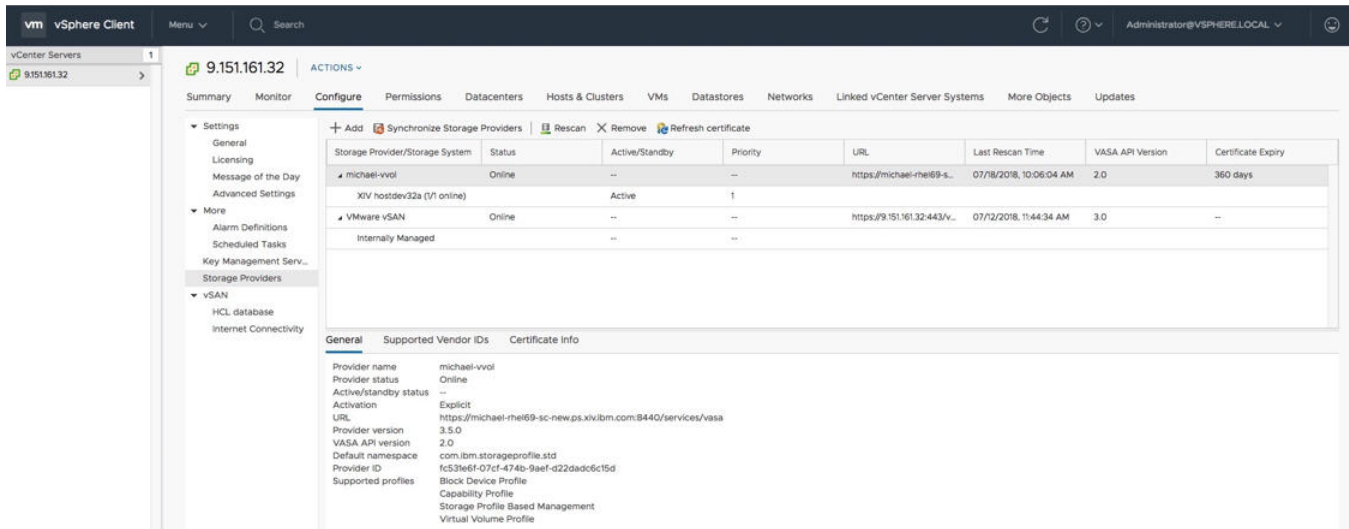 vm vSphere Client Menu Search Administrator@VSPHERE.LOCAL
vCenter Servers 1
9.151.161.32
9.151.161.32 ACTIONS
Summary Monitor Configure Permissions Datacenters Hosts & Clusters VMs Datastores Networks Linked vCenter Server Systems More Objects Updates
Settings
General
Licensing
Message of the Day
Advanced Settings
More
Alarm Definitions
Scheduled Tasks
Key Management Serv...
Storage Providers
vSAN
HCL database
Internet Connectivity
Add Synchronize Storage Providers Rescan Remove Refresh certificate
Storage Provider/Storage System Status Active/Standby Priority URL Last Rescan Time VASA API Version Certificate Expiry
michael-vvol Online -- -- https://michael-rhel69-s... 07/18/2018, 10:06:04 AM 2.0 360 days
XIV hostdev32a (1/1 online) Active 1
VMware vSAN Online -- -- https://9.151.161.32:443/v... 07/12/2018, 11:44:34 AM 3.0 --
Internally Managed -- --
General Supported Vendor IDs Certificate Info
Provider name michael-vvol
Provider status Online
Active/standby status --
Activation Explicit
URL https://michael-rhel69-sc-new.ps.xiv.ibm.com:8440/services/vasa
Provider version 3.5.0
VASA API version 2.0
Default namespace com.ibm.storageprofile.std
Provider ID fc531e6f-07cf-474b-9aef-d22dadc6c15d
Supported profiles Block Device Profile
Capability Profile
Storage Profile Based Management
Virtual Volume Profile